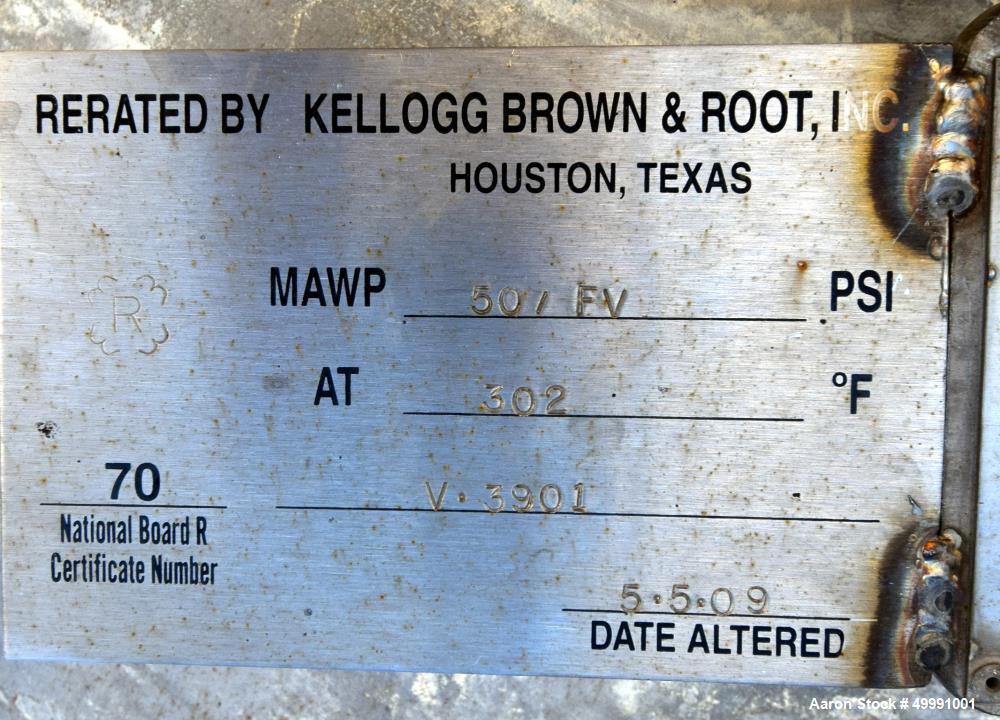 RERATED BY KELLOGG BROWN & ROOT, INC.
HOUSTON, TEXAS
MAWP 50/ FV PSI
R
AT 302 °F
70
V. 3901
National Board R
Certificate Number
5.5.09
DATE ALTERED
Aaron Stock # 49991001